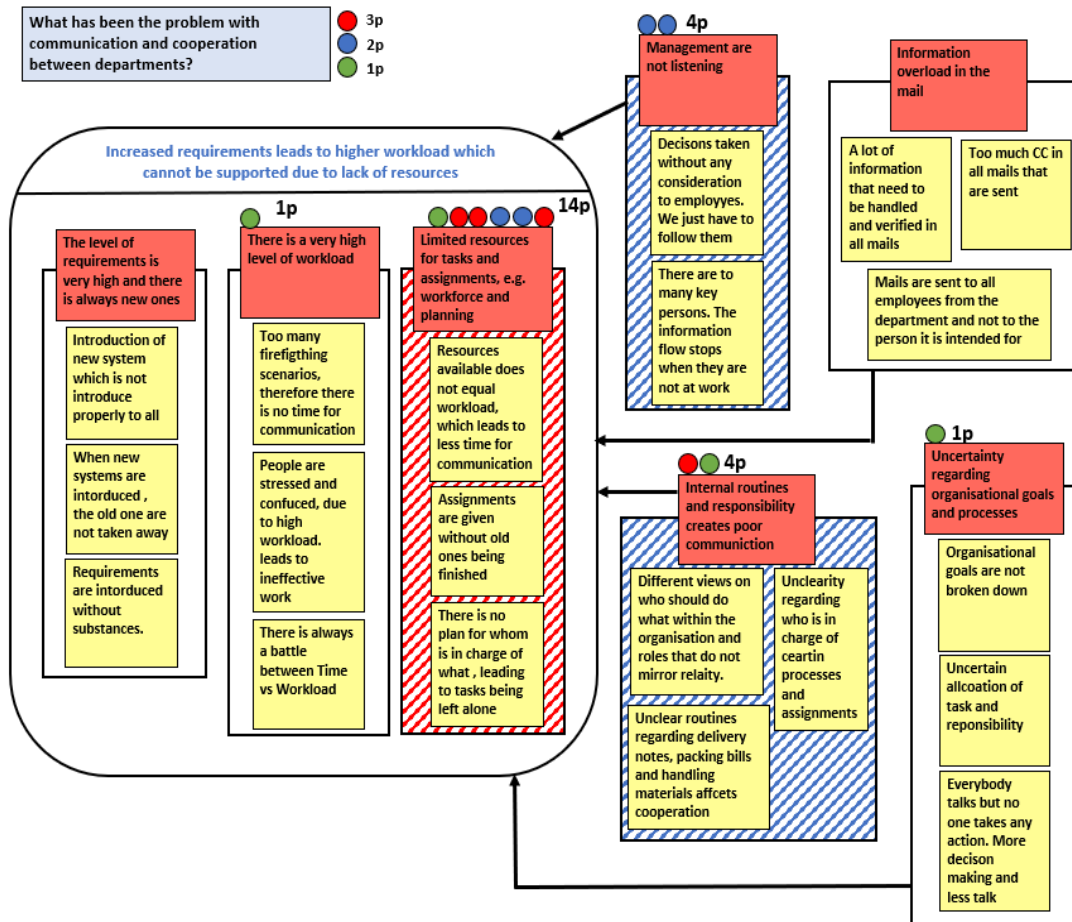 What has been the problem with
communication and cooperation
between departments?
3p
2p
1p
Increased requirements leads to higher workload which
cannot be supported due to lack of resources
The level of
requirements is
very high and there
is always new ones
Introduction of
new system
which is not
introduce
properly to all
When new
systems are
intorduced ,
the old one are
not taken away
Requirements
are intorduced
without
substances.
1p
There is a very high
level of workload
Too many
firefigthing
scenarios,
therefore there
is no time for
communication
People are
stressed and
confuced, due
to high
workload.
leads to
ineffective
work
There is always
a battle
between Time
vs Workload
14p
Limited resources
for tasks and
assignments, e.g.
workforce and
planning
Resources
available does
not equal
workload,
which leads to
less time for
communication
Assignments
are given
without old
ones being
finished
There is no
plan for whom
is in charge of
what , leading
to tasks being
left alone
4p
Management are
not listening
Decisons taken
without any
consideration
to employyes.
We just have to
follow them
There are to
many key
persons. The
information
flow stops
when they are
not at work
Information
overload in the
mail
A lot of
information
that need to
be handled
and verified in
all mails
Too much CC in
all mails that
are sent
Mails are sent to all
employees from the
department and not to the
person it is intended for
4p
Internal routines
and responsibility
creates poor
communiction
Different views on
who should do
what within the
organisation and
roles that do not
mirror relaity.
Unclearity
regarding
who is in
charge of
ceartin
processes
and
assignments
Unclear routines
regarding delivery
notes, packing bills
and handling
materials affcets
cooperation
1p
Uncertainty
regarding
organisational goals
and processes
Organisational
goals are not
broken down
Uncertain
allcoation of
task and
reponsibility
Everybody
talks but no
one takes any
action. More
decison
making and
less talk